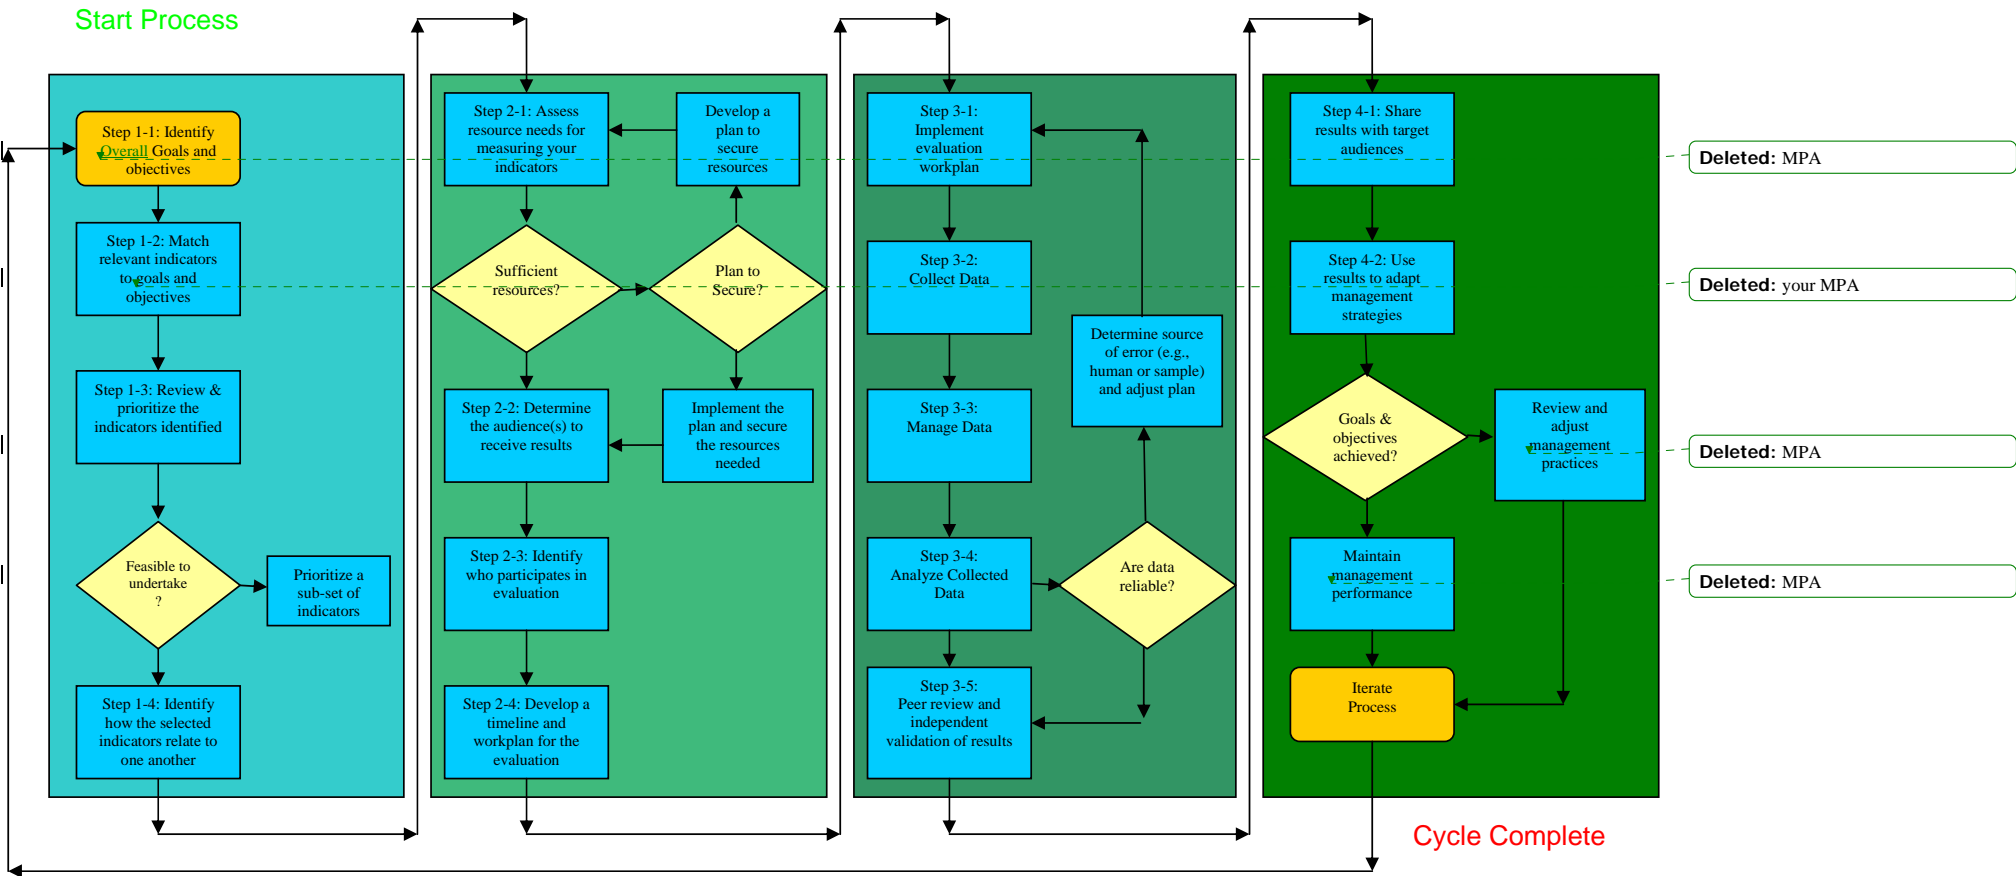 Start Process
Step 1-1: Identify
Overall Goals and
objectives
Step 1-2: Match
relevant indicators
to goals and
objectives
Step 1-3: Review &
prioritize the
indicators identified
Feasible to
undertake
?
Prioritize a
sub-set of
indicators
Step 1-4: Identify
how the selected
indicators relate to
one another
Step 2-1: Assess
resource needs for
measuring your
indicators
Develop a
plan to
secure
resources
Sufficient
resources?
Plan to
Secure?
Step 2-2: Determine
the audience(s) to
receive results
Implement the
plan and secure
the resources
needed
Step 2-3: Identify
who participates in
evaluation
Step 2-4: Develop a
timeline and
workplan for the
evaluation
Step 3-1:
Implement
evaluation
workplan
Step 3-2:
Collect Data
Determine source
of error (e.g.,
human or sample)
and adjust plan
Step 3-3:
Manage Data
Step 3-4:
Analyze Collected
Data
Are data
reliable?
Step 3-5:
Peer review and
independent
validation of results
Step 4-1: Share
results with target
audiences
Step 4-2: Use
results to adapt
management
strategies
Goals &
objectives
achieved?
Review and
adjust
management
practices
Maintain
management
performance
Iterate
Process
Cycle Complete
Deleted: MPA
Deleted: your MPA
Deleted: MPA
Deleted: MPA